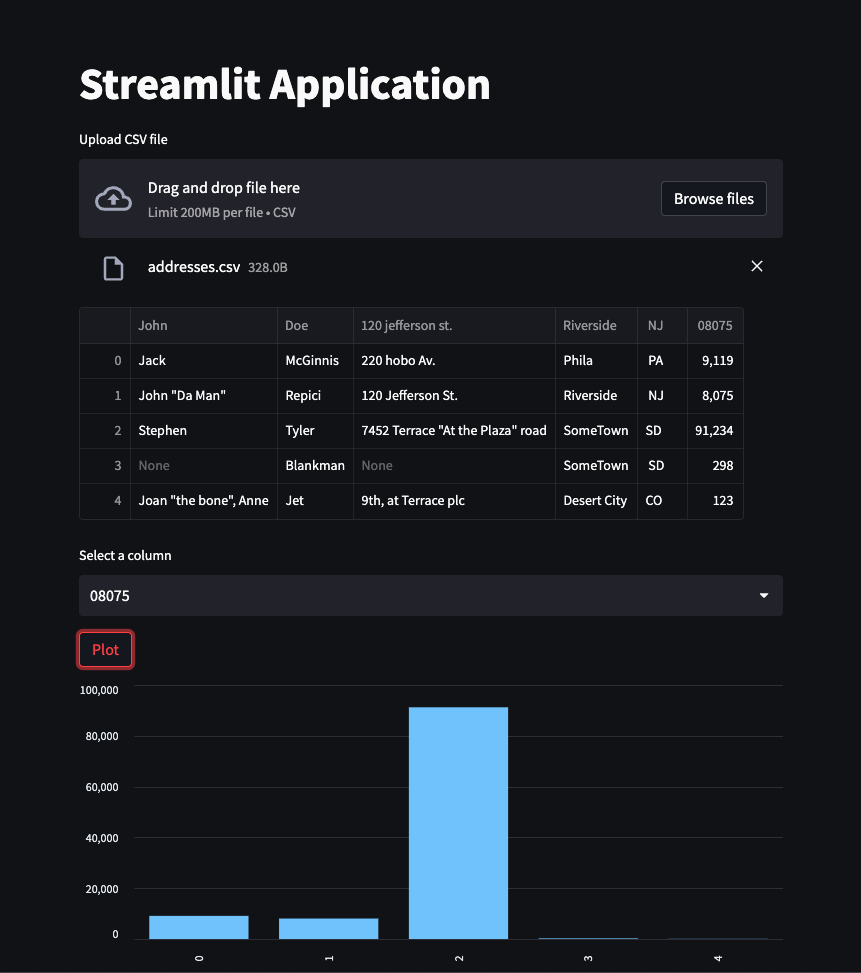 Streamlit Application
Upload CSV file
Drag and drop file here
Limit 200MB per file • CSV
Browse files
addresses.csv 328.0B
John Doe 120 jefferson st. Riverside NJ 08075
0 Jack McGinnis 220 hobo Av. Phila PA 9,119
1 John "Da Man" Repici 120 Jefferson St. Riverside NJ 8,075
2 Stephen Tyler 7452 Terrace "At the Plaza" road SomeTown SD 91,234
3 None Blankman None SomeTown SD 298
4 Joan "the bone", Anne Jet 9th, at Terrace plc Desert City CO 123
Select a column
08075
Plot
100,000
80,000
60,000
40,000
20,000
0
0 1 2 3 4